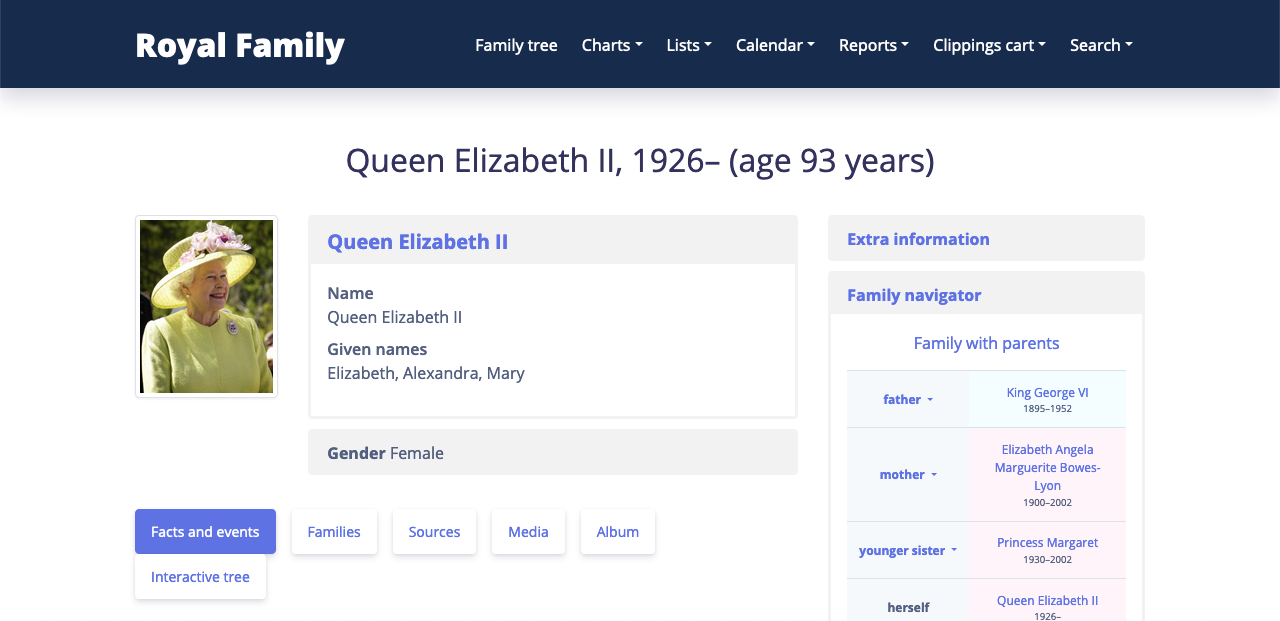 Royal Family
Family tree Charts Lists Calendar Reports Clippings cart Search
Queen Elizabeth II, 1926– (age 93 years)
Queen Elizabeth II
Name
Queen Elizabeth II
Given names
Elizabeth, Alexandra, Mary
Gender Female
Facts and events Families Sources Media Album
Interactive tree
Extra information
Family navigator
Family with parents
father King George VI
1895–1952
mother Elizabeth Angela
Marguerite Bowes-
Lyon
1900–2002
younger sister Princess Margaret
1930–2002
herself Queen Elizabeth II
1926–